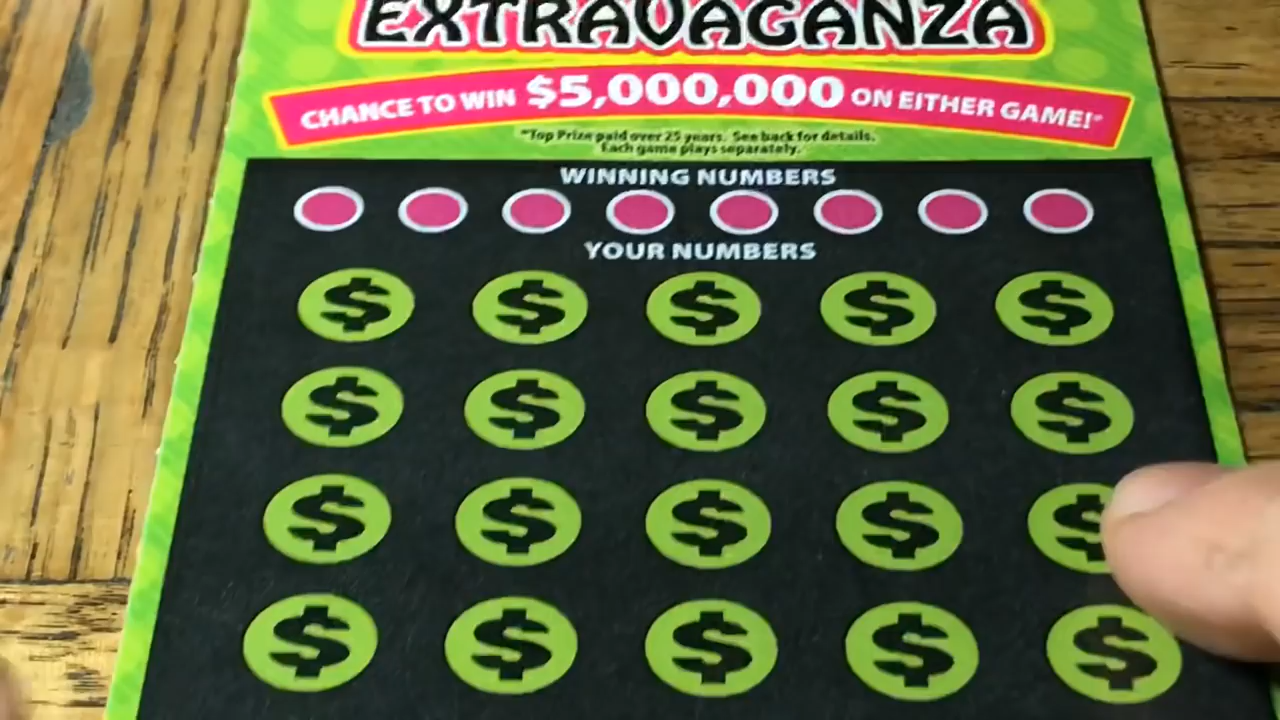 EXTRAVAGANZA
CHANCE TO WIN $5,000,000 ON EITHER GAME!*
*Top Prize paid over 25 years. See back for details.
Each game plays separately.
WINNING NUMBERS
YOUR NUMBERS
$ $ $ $ $
$ $ $ $ $
$ $ $ $ $
$ $ $ $ $